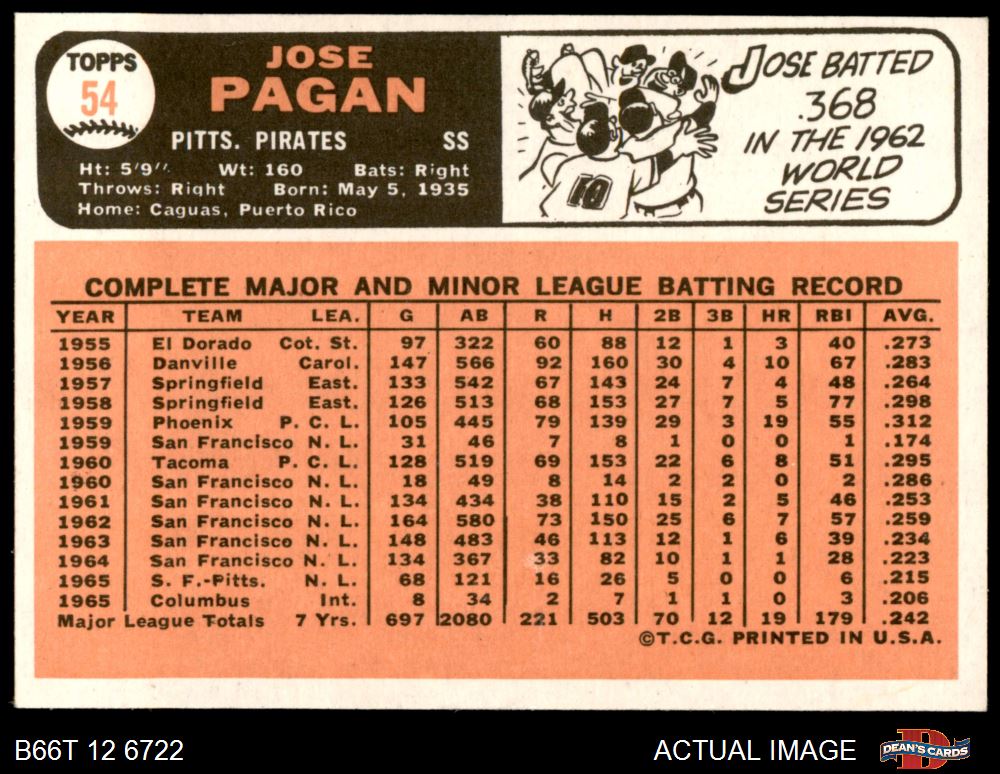 TOPPS
54
JOSE
PAGAN
PITTS. PIRATES SS
Ht: 5'9" Wt: 160 Bats: Right
Throws: Right Born: May 5, 1935
Home: Caguas, Puerto Rico
10
JOSE BATTED
.368
IN THE 1962
WORLD
SERIES
COMPLETE MAJOR AND MINOR LEAGUE BATTING RECORD
YEAR TEAM LEA. G AB R H 2B 3B HR RBI AVG.
1955 El Dorado Cot. St. 97 322 60 88 12 1 3 40 .273
1956 Danville Carol. 147 566 92 160 30 4 10 67 .283
1957 Springfield East. 133 542 67 143 24 7 4 48 .264
1958 Springfield East. 126 513 68 153 27 7 5 77 .298
1959 Phoenix P. C. L. 105 445 79 139 29 3 19 55 .312
1959 San Francisco N. L. 31 46 7 8 1 0 0 1 .174
1960 Tacoma P. C. L. 128 519 69 153 22 6 8 51 .295
1960 San Francisco N. L. 18 49 8 14 2 2 0 2 .286
1961 San Francisco N. L. 134 434 38 110 15 2 5 46 .253
1962 San Francisco N. L. 164 580 73 150 25 6 7 57 .259
1963 San Francisco N. L. 148 483 46 113 12 1 6 39 .234
1964 San Francisco N. L. 134 367 33 82 10 1 1 28 .223
1965 S. F.-Pitts. N. L. 68 121 16 26 5 0 0 6 .215
1965 Columbus Int. 8 34 2 7 1 1 0 3 .206
Major League Totals 7 Yrs. 697 2080 221 503 70 12 19 179 .242
©T.C.G. PRINTED IN U.S.A.
B66T 12 6722 ACTUAL IMAGE DEAN'S CARDS